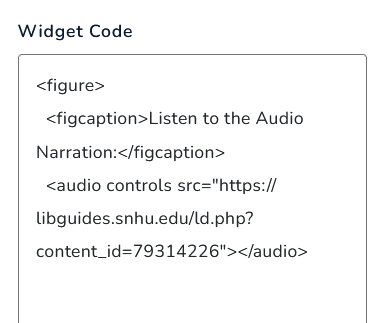 Widget Code
<figure>
<figcaption>Listen to the Audio
Narration:</figcaption>
<audio controls src="https://
libguides.snhu.edu/ld.php?
content_id=79314226"></audio>